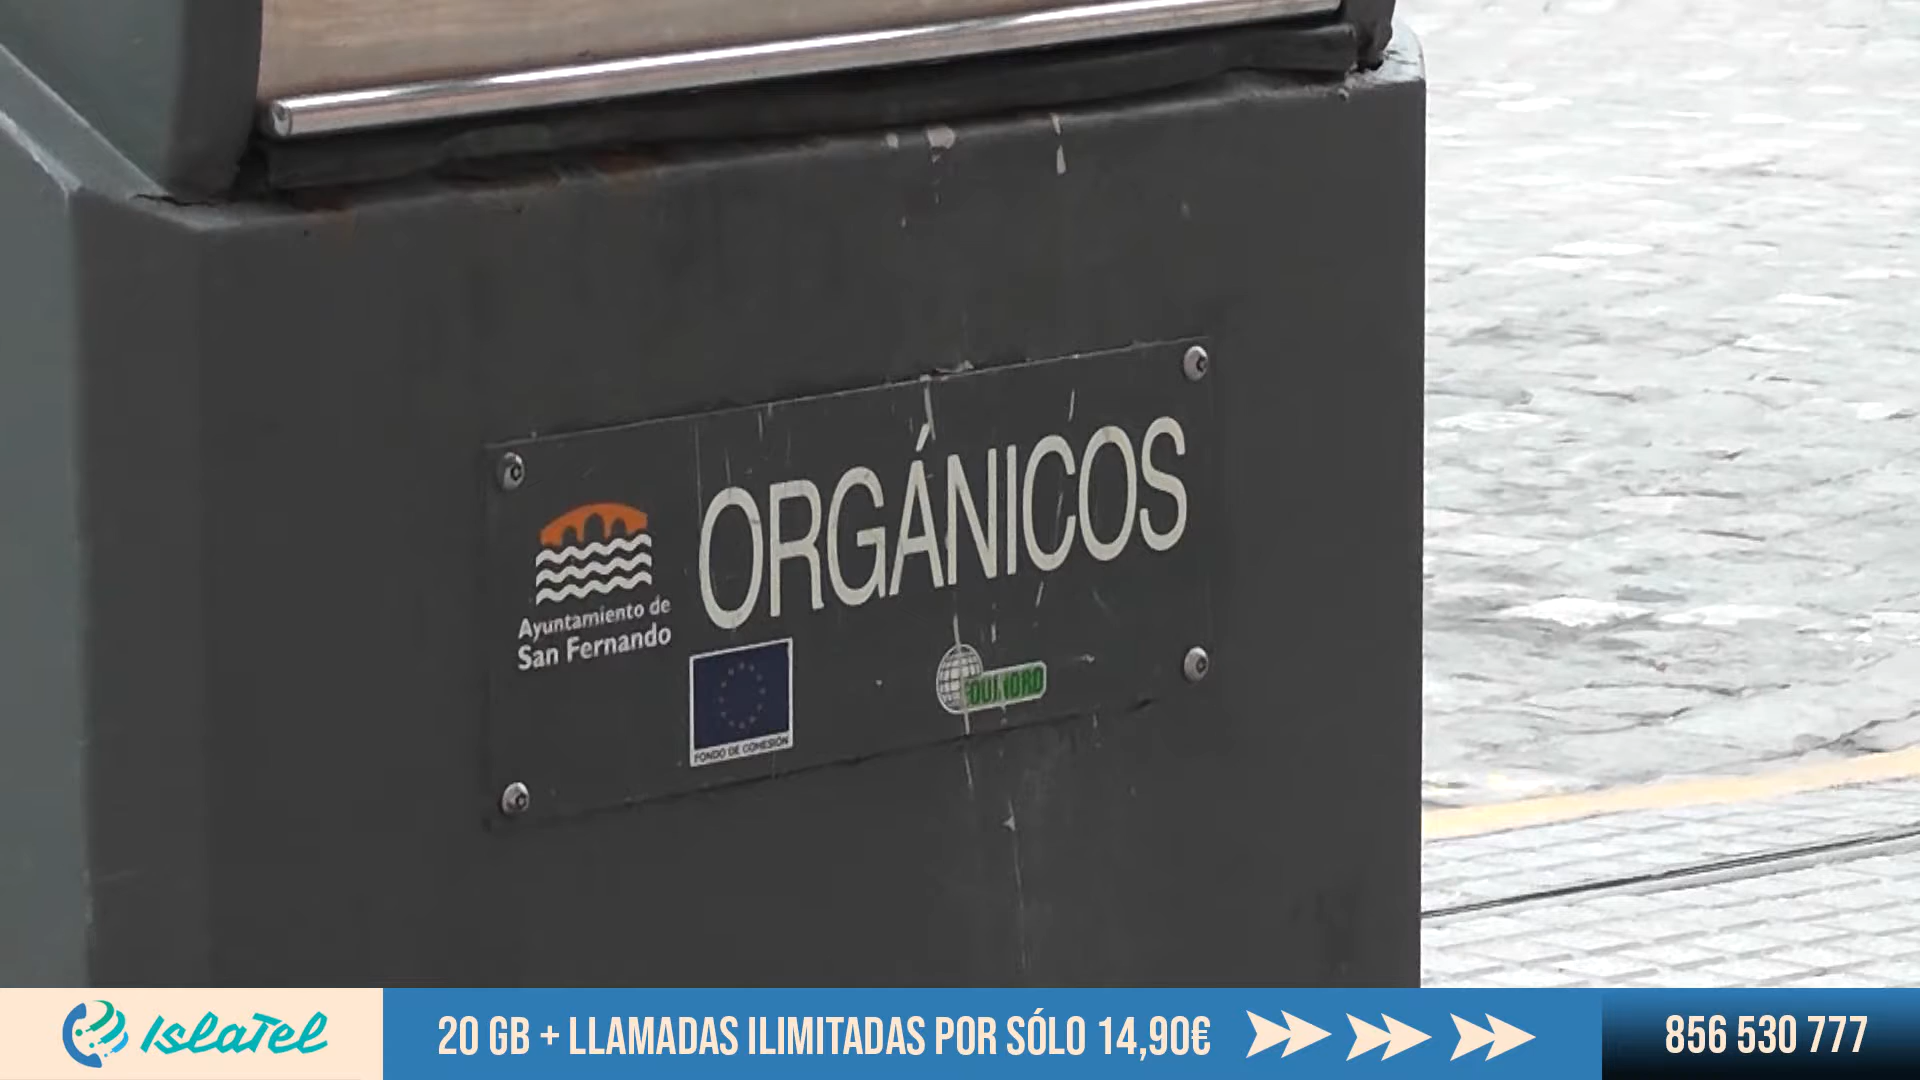 ORGÁNICOS
Ayuntamiento de
San Fernando
FONDO DE COHESIÓN
IslaTel
20 GB + LLAMADAS ILIMITADAS POR SÓLO 14,90€
856 530 777